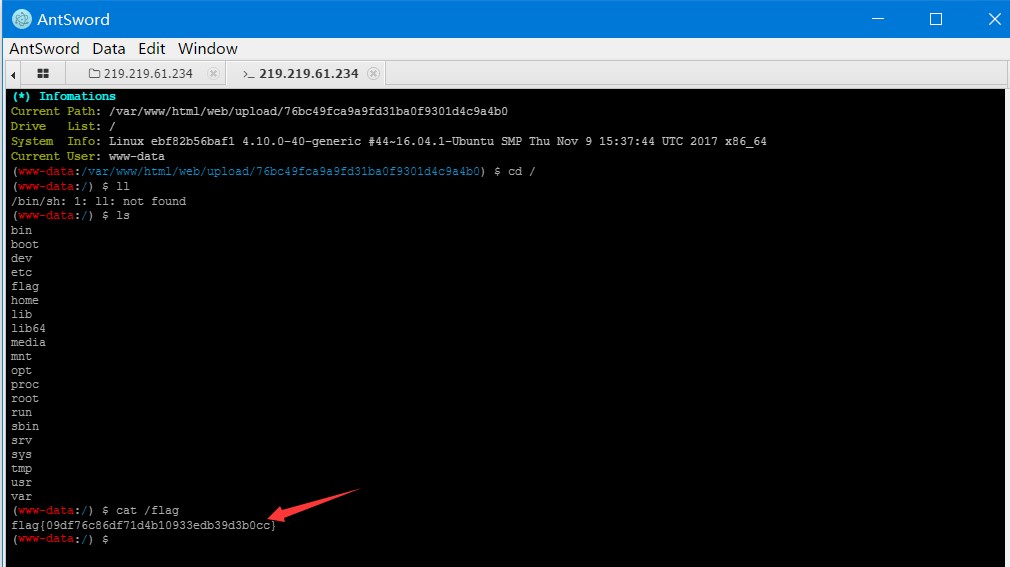 AntSword
AntSword Data Edit Window
219.219.61.234 >_ 219.219.61.234
(*) Infomations
Current Path: /var/www/html/web/upload/76bc49fca9a9fd31ba0f9301d4c9a4b0
Drive List: /
System Info: Linux ebf82b56baf1 4.10.0-40-generic #44~16.04.1-Ubuntu SMP Thu Nov 9 15:37:44 UTC 2017 x86_64
Current User: www-data
(www-data:/var/www/html/web/upload/76bc49fca9a9fd31ba0f9301d4c9a4b0) $ cd /
(www-data:/) $ ll
/bin/sh: 1: ll: not found
(www-data:/) $ ls
bin
boot
dev
etc
flag
home
lib
lib64
media
mnt
opt
proc
root
run
sbin
srv
sys
tmp
usr
var
(www-data:/) $ cat /flag
flag{09df76c86df71d4b10933edb39d3b0cc}
(www-data:/) $